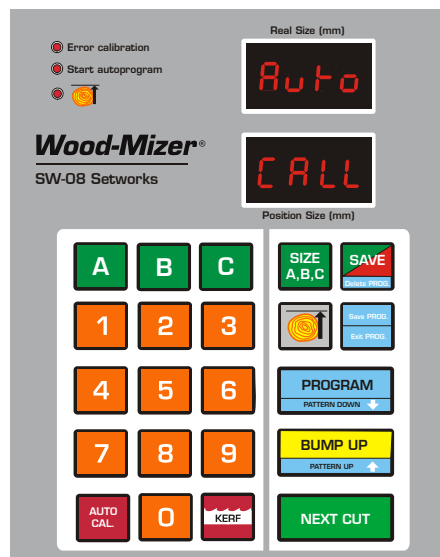 Real Size (mm)
Error calibration
Start autoprogram
Auto
Wood-Mizer®
SW-08 Setworks
CALL
Position Size (mm)
A B C
SIZE
A,B,C
SAVE
Delete PROG.
1 2 3
Save PROG.
Exit PROG.
4 5 6
PROGRAM
PATTERN DOWN
7 8 9
BUMP UP
PATTERN UP
AUTO
CAL.
0
KERF
NEXT CUT